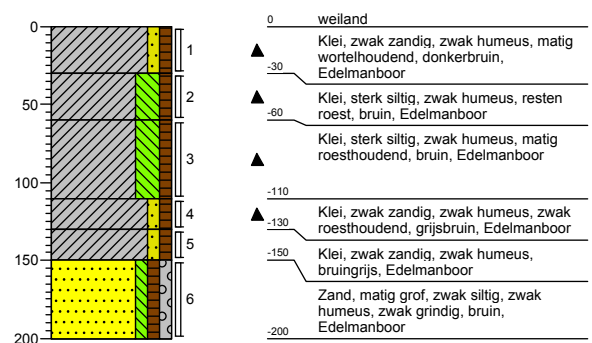 0
50
100
150
200
1
2
3
4
5
6
0 weiland
Klei, zwak zandig, zwak humeus, matig
wortelhoudend, donkerbruin,
Edelmanboor
-30
Klei, sterk siltig, zwak humeus, resten
roest, bruin, Edelmanboor
-60
Klei, sterk siltig, zwak humeus, matig
roesthoudend, bruin, Edelmanboor
-110
Klei, zwak zandig, zwak humeus, zwak
roesthoudend, grijsbruin, Edelmanboor
-130
Klei, zwak zandig, zwak humeus,
bruingrijs, Edelmanboor
-150
Zand, matig grof, zwak siltig, zwak
humeus, zwak grindig, bruin,
Edelmanboor
-200